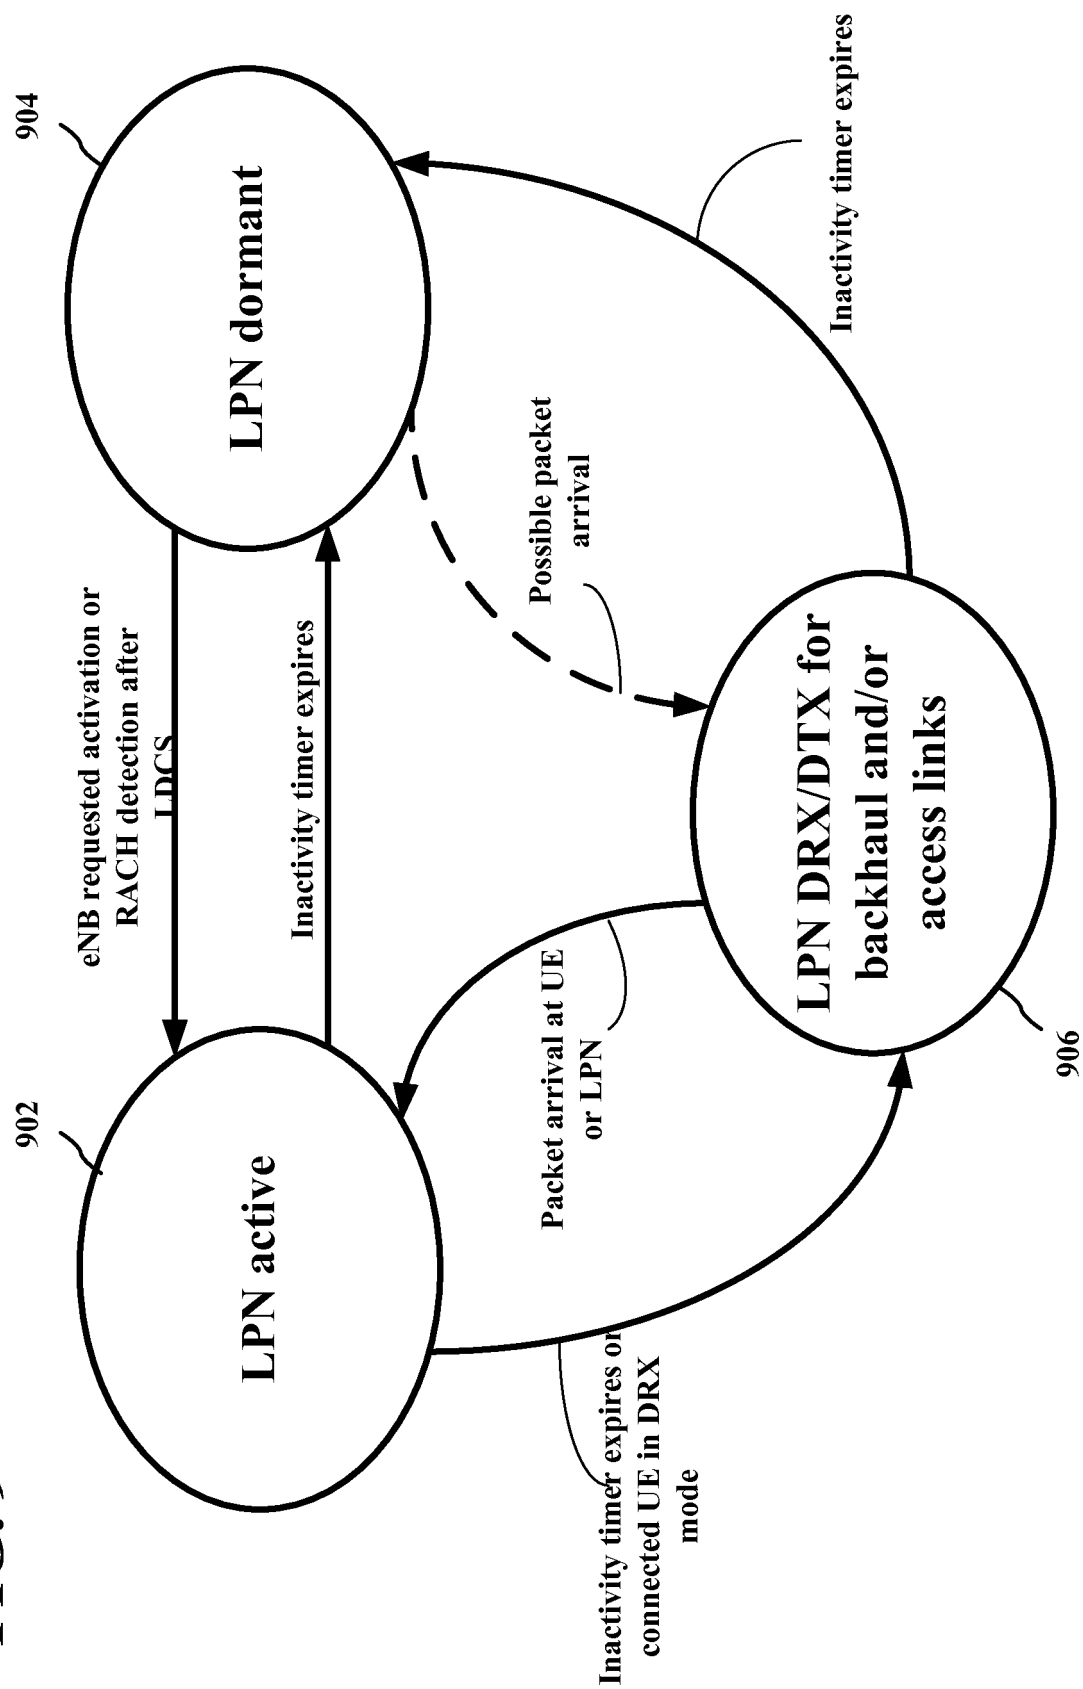 902
904
LPN active
LPN dormant
eNB requested activation or
RACH detection after
LDCS
Inactivity timer expires
Packet arrival at UE
or LPN
Possible packet
arrival
Inactivity timer expires or
connected UE in DRX
mode
LPN DRX/DTX for
backhaul and/or
access links
Inactivity timer expires
906